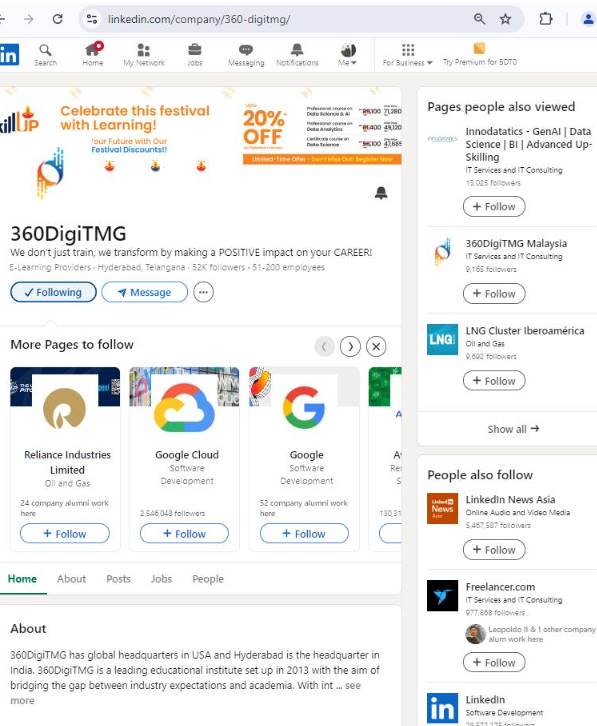 linkedin.com/company/360-digitmg/
in
Search
Home
My Network
Jobs
Messaging
Notifications
Me
For Business
Try Premium for BDT0
Celebrate this festival
with Learning!
Your Future with Our
Festival Discounts!!
20%
OFF
Professional course on
Data Science & AI
Professional course on
Data Analytics
Certificate course on
Data Science
Limited-Time Offer - Don't Miss Out! Register Now
360DigiTMG
We don't just train, we transform by making a POSITIVE impact on your CAREER!
E-Learning Providers · Hyderabad, Telangana · 52K followers · 51-200 employees
Following
Message
More Pages to follow
Reliance Industries
Limited
Oil and Gas
24 company alumni work
here
+ Follow
Google Cloud
Software
Development
2,546,048 followers
+ Follow
Google
Software
Development
52 company alumni work
here
+ Follow
130,31
Home
About
Posts
Jobs
People
About
360DigiTMG has global headquarters in USA and Hyderabad is the headquarter in
India. 360DigiTMG is a leading educational institute set up in 2013 with the aim of
bridging the gap between industry expectations and academia. With int ... see
more
Pages people also viewed
Innodatatics - GenAI | Data
Science | BI | Advanced Up-
Skilling
IT Services and IT Consulting
13,025 followers
+ Follow
360DigiTMG Malaysia
IT Services and IT Consulting
9,165 followers
+ Follow
LNG
LNG Cluster Iberoamérica
Oil and Gas
9,692 followers
+ Follow
Show all →
People also follow
LinkedIn
News
Asia
LinkedIn News Asia
Online Audio and Video Media
5,467,587 followers
+ Follow
Freelancer.com
IT Services and IT Consulting
977,868 followers
Leopoldo II & 1 other company
alum work here
+ Follow
in
LinkedIn
Software Development